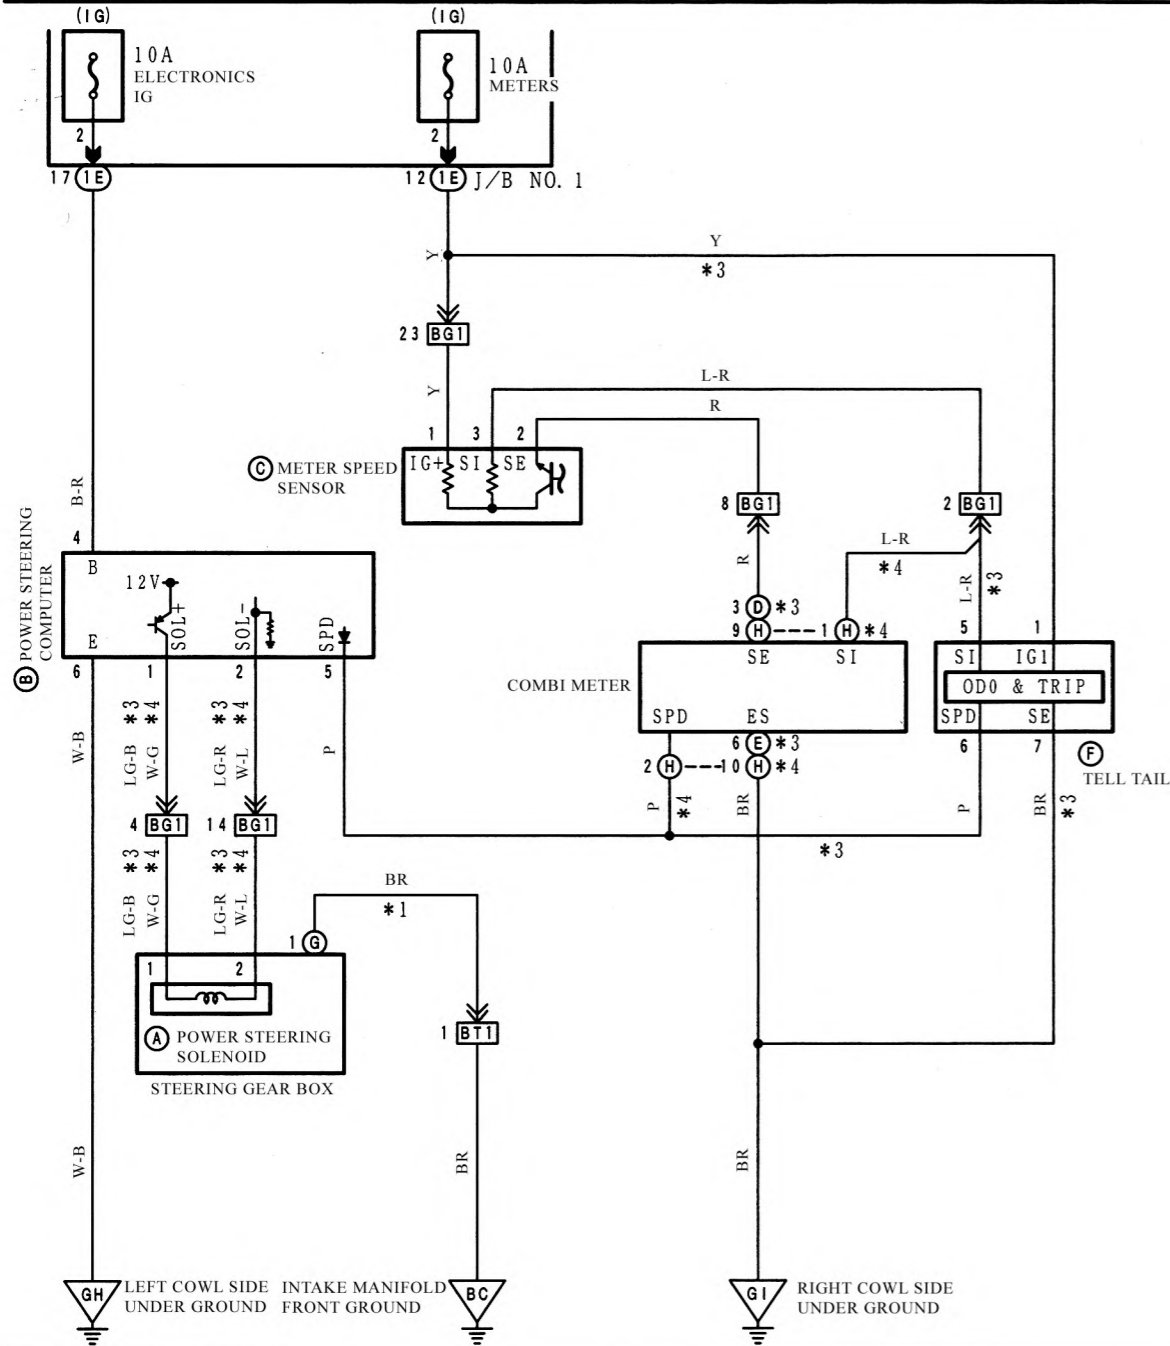 (IG)
(IG)
10A
ELECTRONICS
IG
10A
METERS
2
2
17 1E
12 1E J/B NO.1
Y
Y
*3
23 BG1
L-R
Y
R
1 3 2
IG+ SI SE
C METER SPEED
SENSOR
B-R
8 BG1
2 BG1
4
L-R
*4
R
L-R
*3
B POWER STEERING
COMPUTER
B
12V
SOL+
SOL-
SPD
E
3 D *3
9 H 1 H *4
5 1
SE SI
SI IG1
ODO & TRIP
COMBI METER
SPD ES
SPD SE
6 1 2 5
6 E *3
2 H 10 H *4
6 7
F
TELL TAIL
W-B
*3 *4
LG-B W-G
*3 *4
LG-R W-L
P
P
*4
BR
P
BR
*3
4 BG1 14 BG1
*3
*3 *4
LG-B W-G
*3 *4
LG-R W-L
BR
*1
1 G
1 2
A POWER STEERING
SOLENOID
1 BT1
STEERING GEAR BOX
W-B
BR
BR
GH LEFT COWL SIDE
UNDER GROUND
INTAKE MANIFOLD
FRONT GROUND
BC
GI RIGHT COWL SIDE
UNDER GROUND